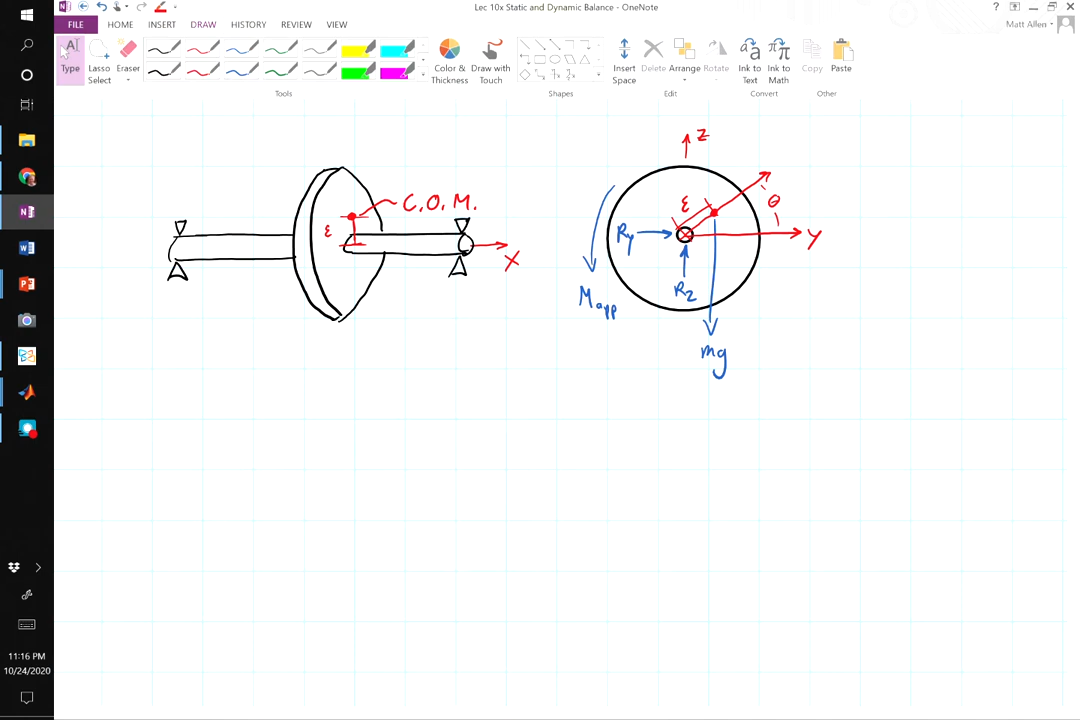 Lec 10x Static and Dynamic Balance - OneNote
Matt Allen
FILE HOME INSERT DRAW HISTORY REVIEW VIEW
Type
Lasso Select
Eraser
Color & Thickness
Draw with Touch
Insert Space
Delete
Arrange
Rotate
Ink to Text
Ink to Math
Copy
Paste
Tools
Shapes
Edit
Convert
Other
C.O.M.
ε
X
Z
ε
θ
Ry
Y
Rz
Mapp
mg
11:16 PM
10/24/2020